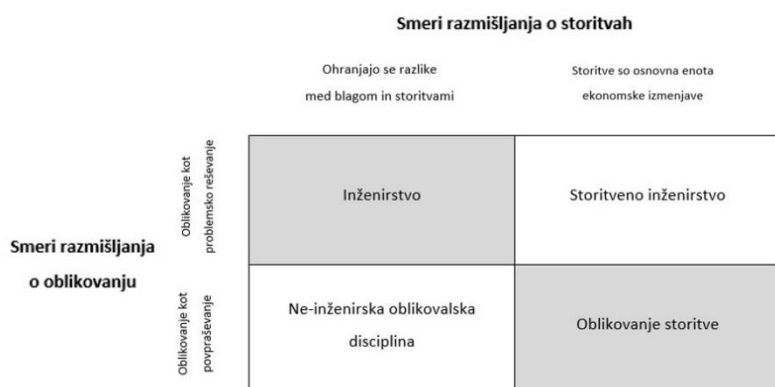 Smeri razmišljanja o storitvah
Ohranjajo se razlike
med blagom in storitvami
Storitve so osnovna enota
ekonomske izmenjave
Smeri razmišljanja
o oblikovanju
Oblikovanje kot
problemsko reševanje
Inženirstvo
Storitveno inženirstvo
Oblikovanje kot
povpraševanje
Ne-inženirska oblikovalska
disciplina
Oblikovanje storitve